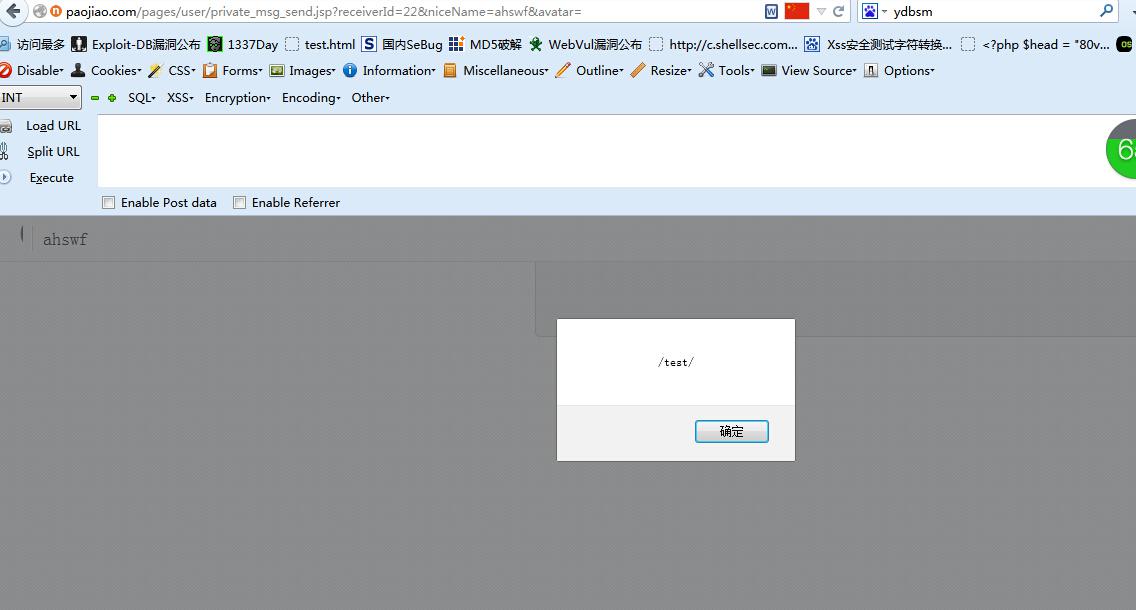 paojiao.com/pages/user/private_msg_send.jsp?receiverId=22&niceName=ahswf&avatar= W ydbsm
访问最多 Exploit-DB漏洞公布 1337Day test.html S 国内SeBug MD5破解 WebVul漏洞公布 http://c.shellsec.com... Xss安全测试字符转换... <?php $head = "80v... OS
Disable Cookies CSS Forms Images Information Miscellaneous Outline Resize Tools View Source Options
INT SQL XSS Encryption Encoding Other
Load URL
Split URL
Execute
Enable Post data Enable Referrer
ahswf
/test/
确定